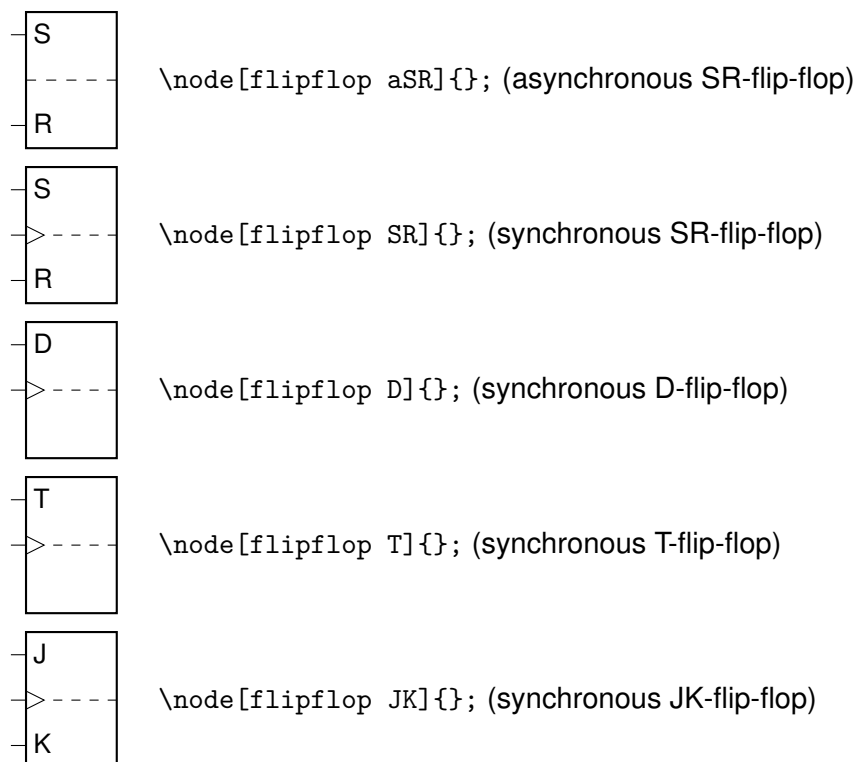 S
\node[flipflop aSR]{}; (asynchronous SR-flip-flop)
R
S
\node[flipflop SR]{}; (synchronous SR-flip-flop)
R
D
\node[flipflop D]{}; (synchronous D-flip-flop)
T
\node[flipflop T]{}; (synchronous T-flip-flop)
J
\node[flipflop JK]{}; (synchronous JK-flip-flop)
K